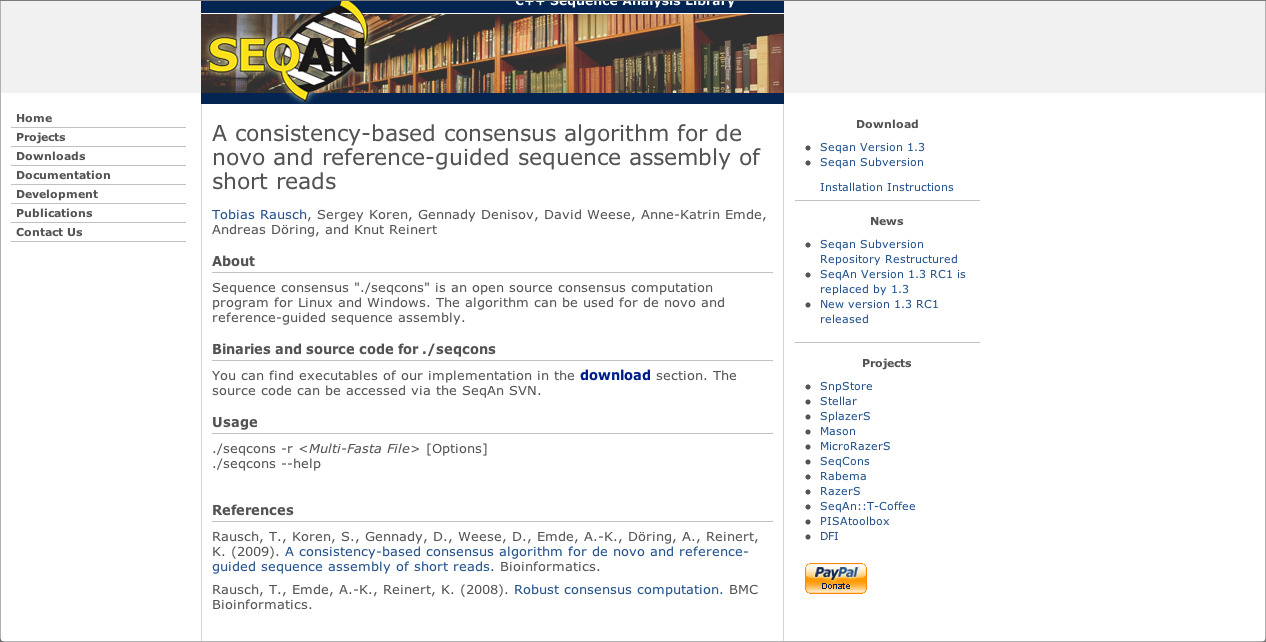 C++ Sequence Analysis Library
SEQAN
Home
Projects
Downloads
Documentation
Development
Publications
Contact Us
A consistency-based consensus algorithm for de
novo and reference-guided sequence assembly of
short reads
Tobias Rausch, Sergey Koren, Gennady Denisov, David Weese, Anne-Katrin Emde,
Andreas Döring, and Knut Reinert
About
Sequence consensus "./seqcons" is an open source consensus computation
program for Linux and Windows. The algorithm can be used for de novo and
reference-guided sequence assembly.
Binaries and source code for ./seqcons
You can find executables of our implementation in the download section. The
source code can be accessed via the SeqAn SVN.
Usage
./seqcons -r <Multi-Fasta File> [Options]
./seqcons --help
References
Rausch, T., Koren, S., Gennady, D., Weese, D., Emde, A.-K., Döring, A., Reinert,
K. (2009). A consistency-based consensus algorithm for de novo and reference-
guided sequence assembly of short reads. Bioinformatics.
Rausch, T., Emde, A.-K., Reinert, K. (2008). Robust consensus computation. BMC
Bioinformatics.
Download
Seqan Version 1.3
Seqan Subversion
Installation Instructions
News
Seqan Subversion
Repository Restructured
SeqAn Version 1.3 RC1 is
replaced by 1.3
New version 1.3 RC1
released
Projects
SnpStore
Stellar
SplazerS
Mason
MicroRazerS
SeqCons
Rabema
RazerS
SeqAn::T-Coffee
PISAtoolbox
DFI
PayPal
Donate